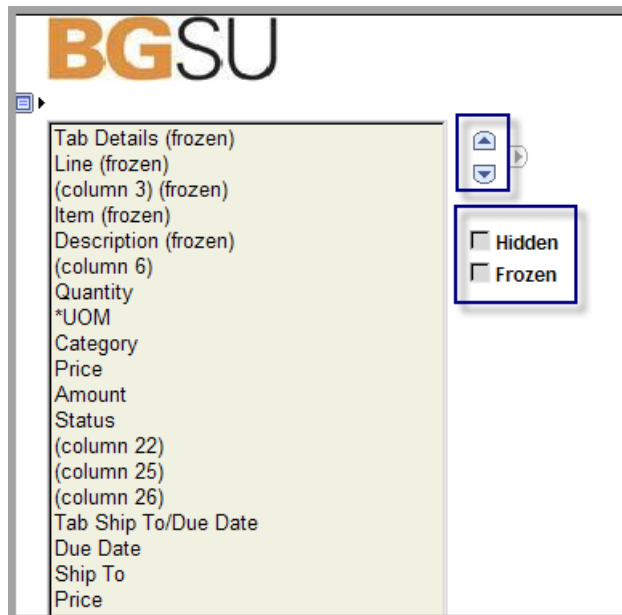 BGSU
Tab Details (frozen)
Line (frozen)
(column 3) (frozen)
Item (frozen)
Description (frozen)
(column 6)
Quantity
*UOM
Category
Price
Amount
Status
(column 22)
(column 25)
(column 26)
Tab Ship To/Due Date
Due Date
Ship To
Price
Hidden
Frozen